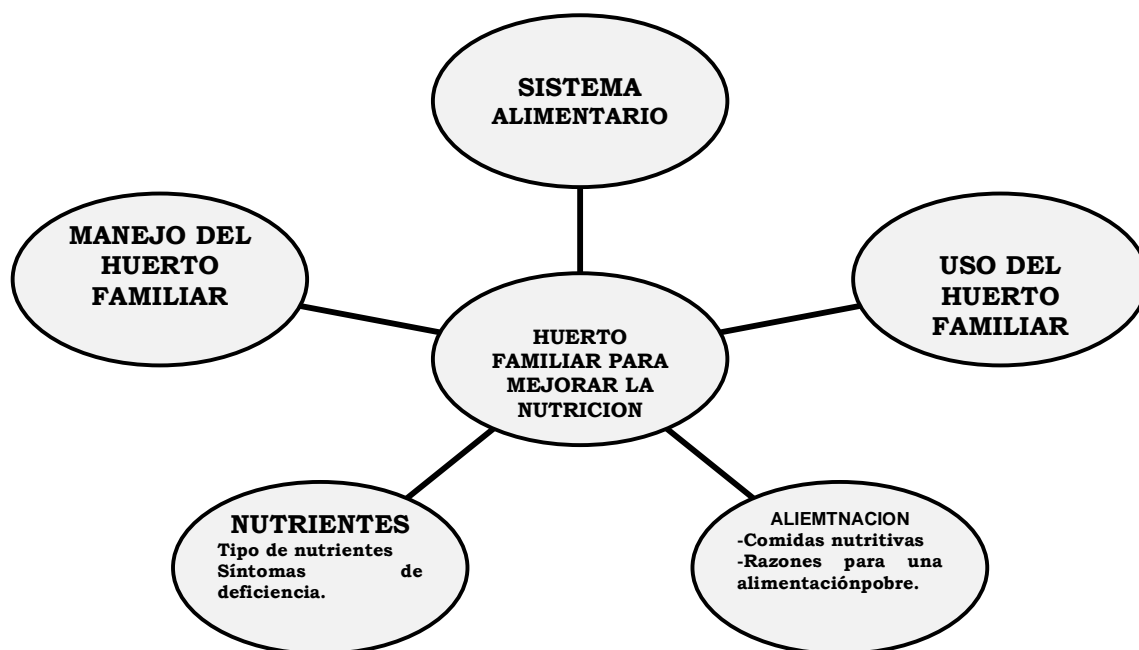 SISTEMA
ALIMENTARIO
MANEJO DEL
HUERTO
FAMILIAR
USO DEL
HUERTO
FAMILIAR
HUERTO
FAMILIAR PARA
MEJORAR LA
NUTRICION
NUTRIENTES
Tipo de nutrientes
Síntomas de
deficiencia.
ALIEMTNACION
-Comidas nutritivas
-Razones para una
alimentaciónpobre.